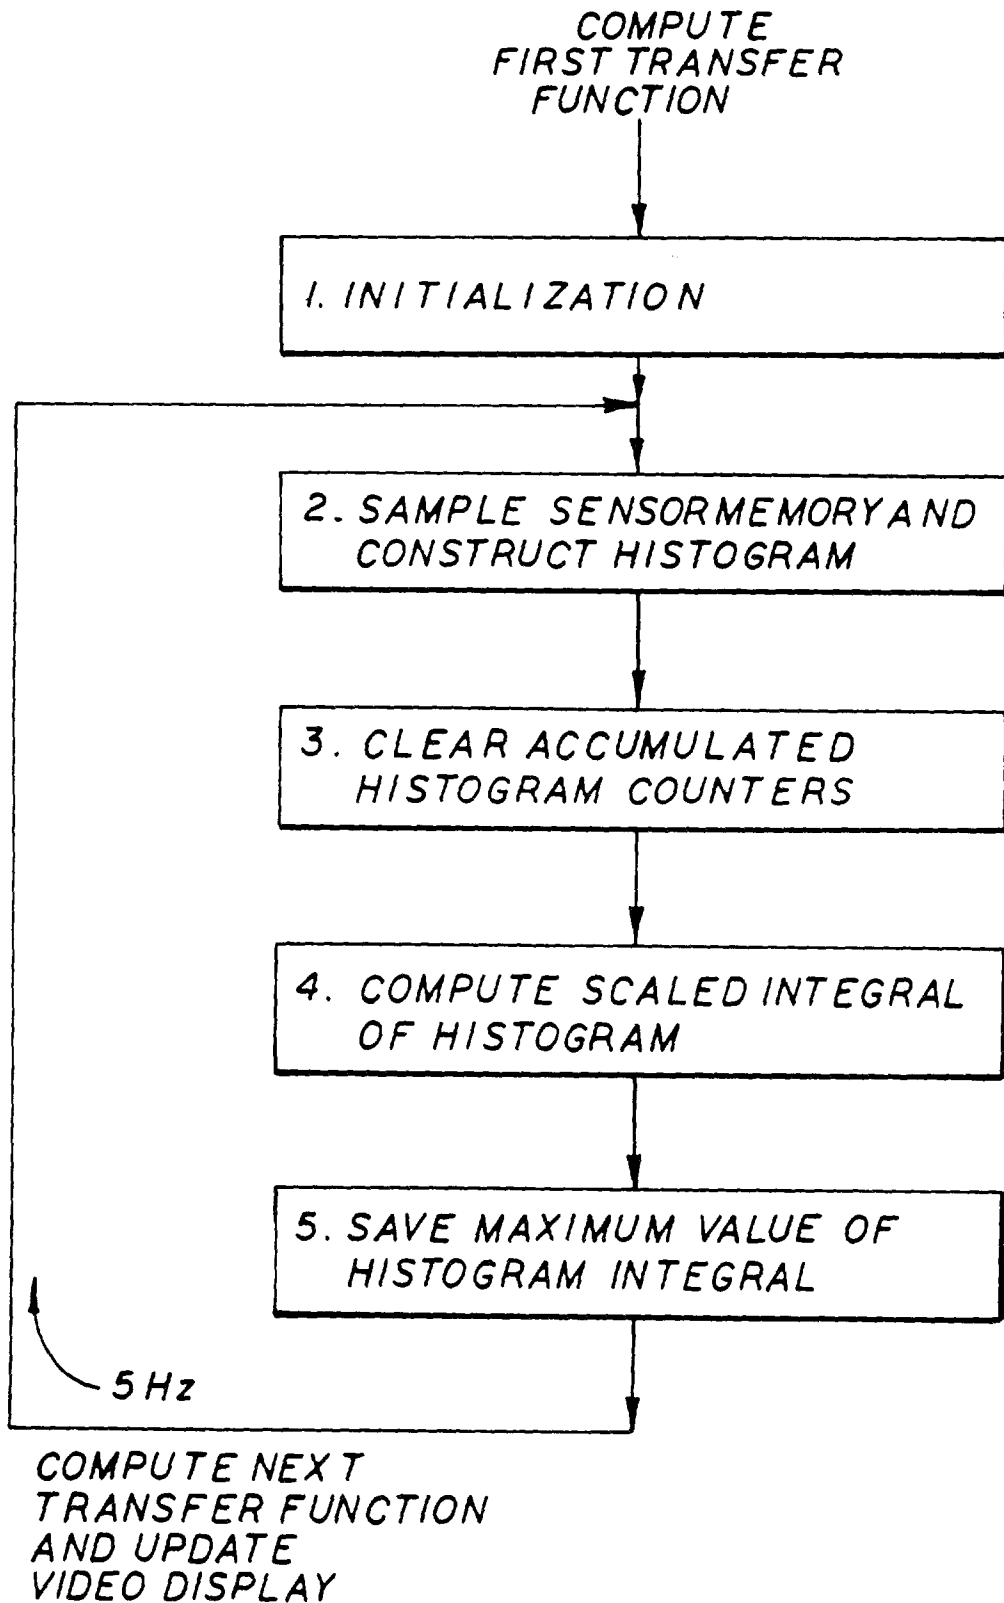 COMPUTE
FIRST TRANSFER
FUNCTION
1. INITIALIZATION
2. SAMPLE SENSOR MEMORY AND
CONSTRUCT HISTOGRAM
3. CLEAR ACCUMULATED
HISTOGRAM COUNTERS
4. COMPUTE SCALED INTEGRAL
OF HISTOGRAM
5. SAVE MAXIMUM VALUE OF
HISTOGRAM INTEGRAL
5 Hz
COMPUTE NEXT
TRANSFER FUNCTION
AND UPDATE
VIDEO DISPLAY